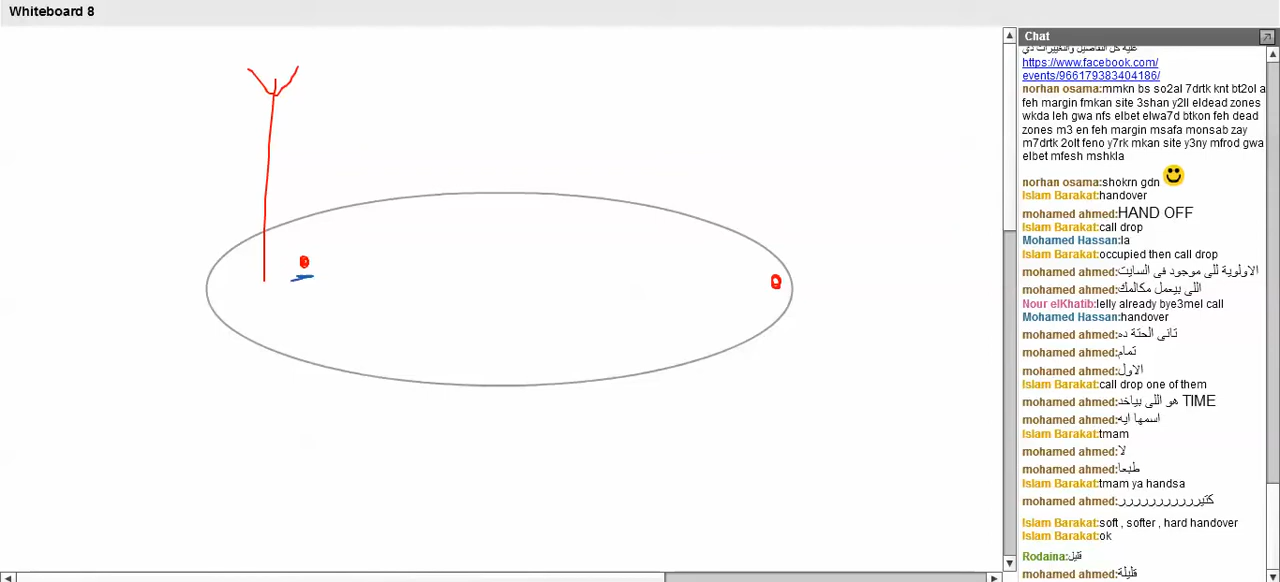 Whiteboard 8
Chat
علية كل التفاصيل والتغييرات دي
https://www.facebook.com/
events/966179383404186/
norhan osama:mmkn bs so2al 7drtk knt bt2ol a
feh margin fmkan site 3shan y2ll eldead zones
wkda leh gwa nfs elbet elwa7d btkon feh dead
zones m3 en feh margin msafa monsab zay
m7drtk 2olt feno y7rk mkan site y3ny mfrod gwa
elbet mfesh mshkla
norhan osama:shokrn gdn
Islam Barakat:handover
mohamed ahmed:HAND OFF
Islam Barakat:call drop
Mohamed Hassan:la
Islam Barakat:occupied then call drop
mohamed ahmed:الاولوية للى موجود فى السايت
mohamed ahmed:اللى بيعمل مكالمك
Nour elKhatib:lelly already bye3mel call
Mohamed Hassan:handover
mohamed ahmed:تانى الحتة ده
mohamed ahmed:تمام
mohamed ahmed:الاول
Islam Barakat:call drop one of them
mohamed ahmed:هو اللى بياخد TIME
mohamed ahmed:اسمها ايه
Islam Barakat:tmam
mohamed ahmed:لا
mohamed ahmed:طبعا
Islam Barakat:tmam ya handsa
mohamed ahmed:كتيررررررررررر
Islam Barakat:soft , softer , hard handover
Islam Barakat:ok
Rodaina:قليل
mohamed ahmed:قليلة